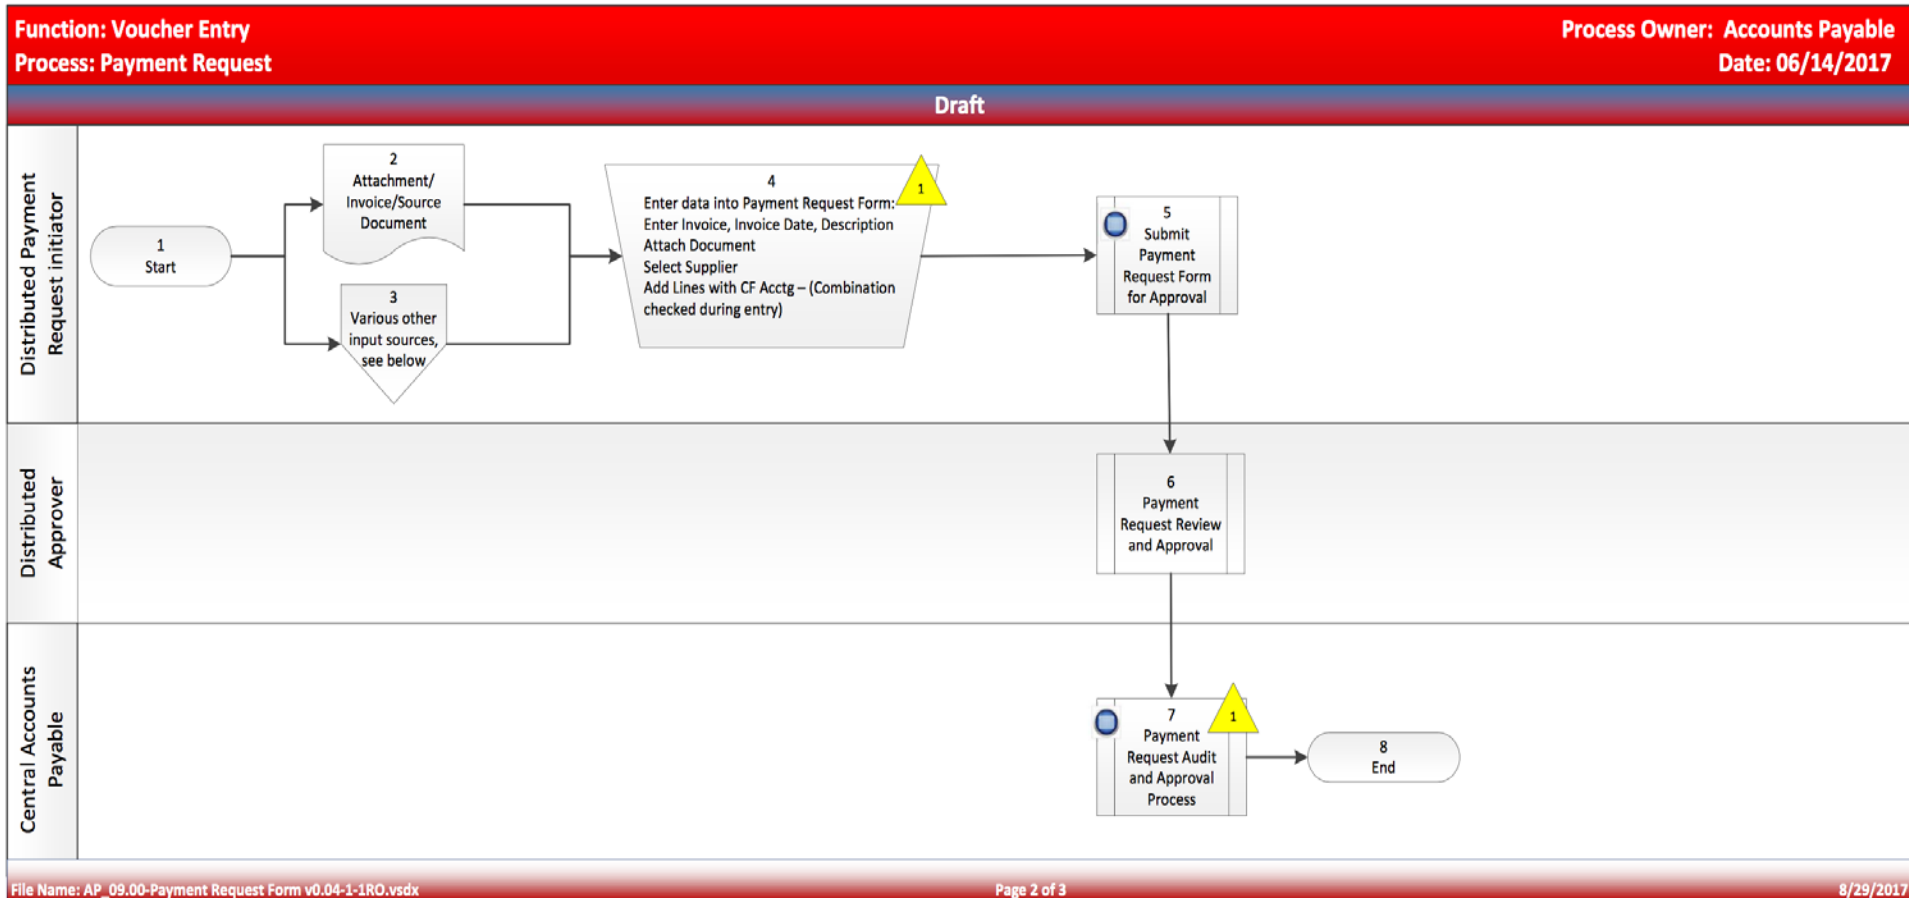 Function: Voucher Entry
Process: Payment Request
Process Owner: Accounts Payable
Date: 06/14/2017
Draft
Distributed Payment
Request initiator
1
Start
2
Attachment/
Invoice/Source
Document
3
Various other
input sources,
see below
4
Enter data into Payment Request Form:
Enter Invoice, Invoice Date, Description
Attach Document
Select Supplier
Add Lines with CF Acctg – (Combination
checked during entry)
1
5
Submit
Payment
Request Form
for Approval
Distributed
Approver
6
Payment
Request Review
and Approval
Central Accounts
Payable
7
Payment
Request Audit
and Approval
Process
1
8
End
File Name: AP_09.00-Payment Request Form v0.04-1-1RO.vsdx
Page 2 of 3
8/29/2017